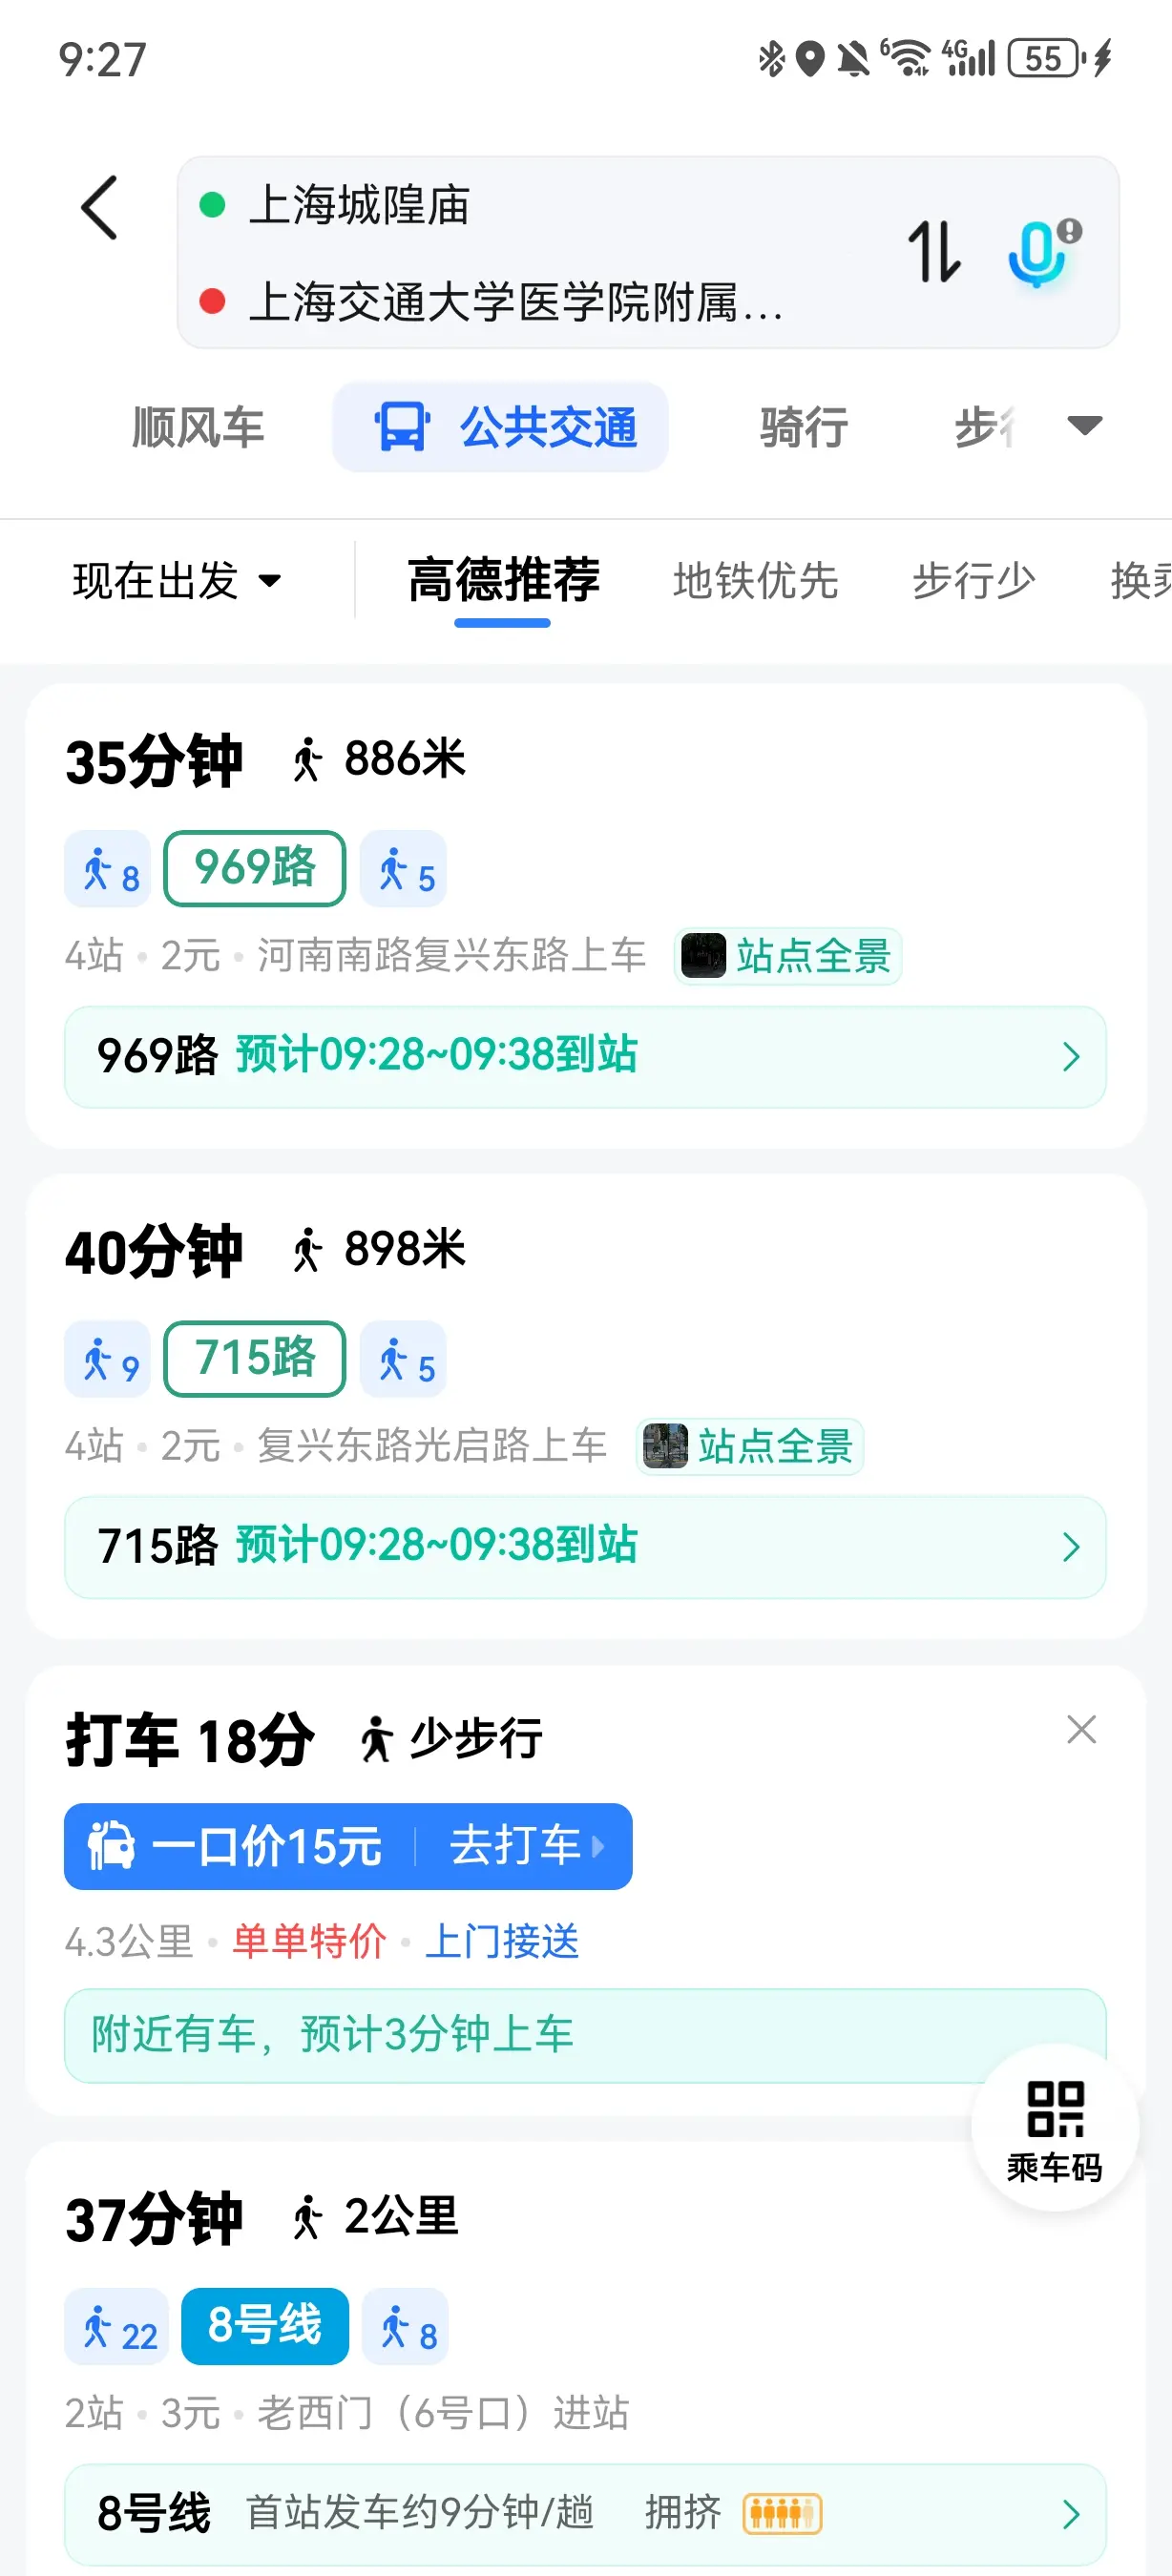 9:27
6 4G 55
上海城隍庙
上海交通大学医学院附属...
顺风车 公共交通 骑行 步行
现在出发 高德推荐 地铁优先 步行少 换乘
35分钟 886米
8 969路 5
4站 · 2元 · 河南南路复兴东路上车 站点全景
969路 预计09:28~09:38到站
40分钟 898米
9 715路 5
4站 · 2元 · 复兴东路光启路上车 站点全景
715路 预计09:28~09:38到站
打车 18分 少步行
一口价15元 去打车
4.3公里 · 单单特价 · 上门接送
附近有车，预计3分钟上车
乘车码
37分钟 2公里
22 8号线 8
2站 · 3元 · 老西门（6号口）进站
8号线 首站发车约9分钟/趟 拥挤